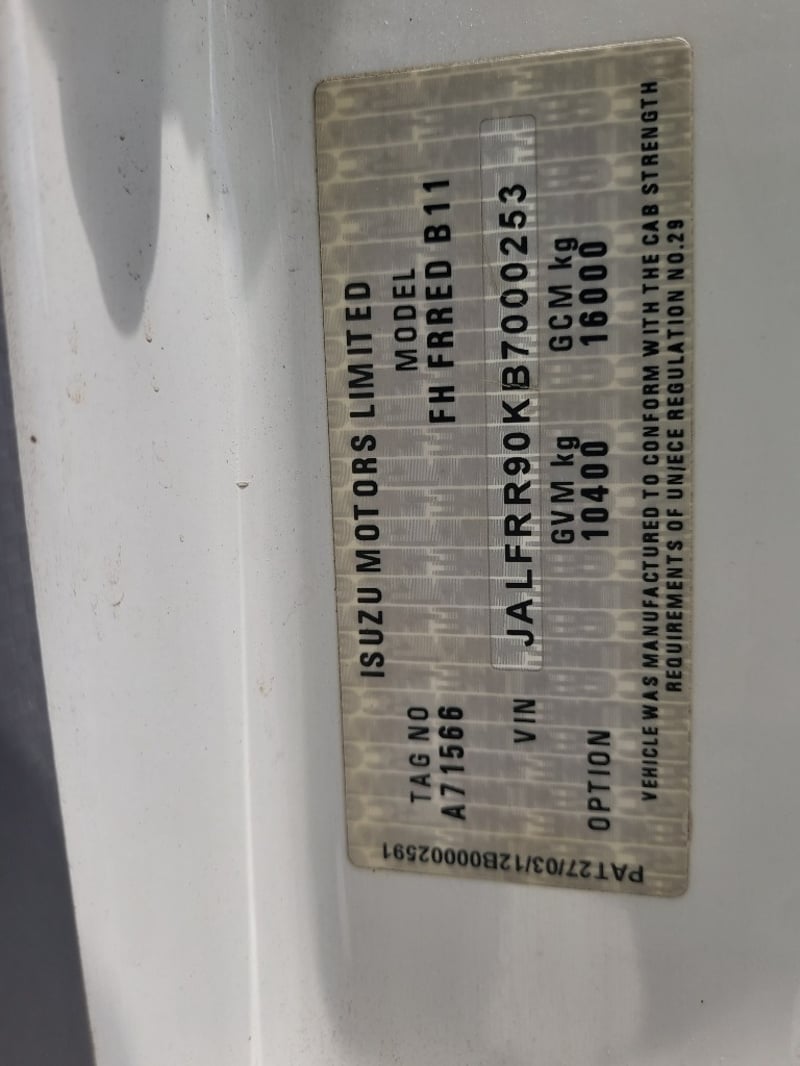 ISUZU MOTORS LIMITED
TAG NO MODEL
A71566 FH FRRED B11
VIN JALFRR90KB7000253
GVM kg GCM kg
OPTION 10400 16000
VEHICLE WAS MANUFACTURED TO CONFORM WITH THE CAB STRENGTH
REQUIREMENTS OF UN/ECE REGULATION NO.29
PAT27/03/12B00002591